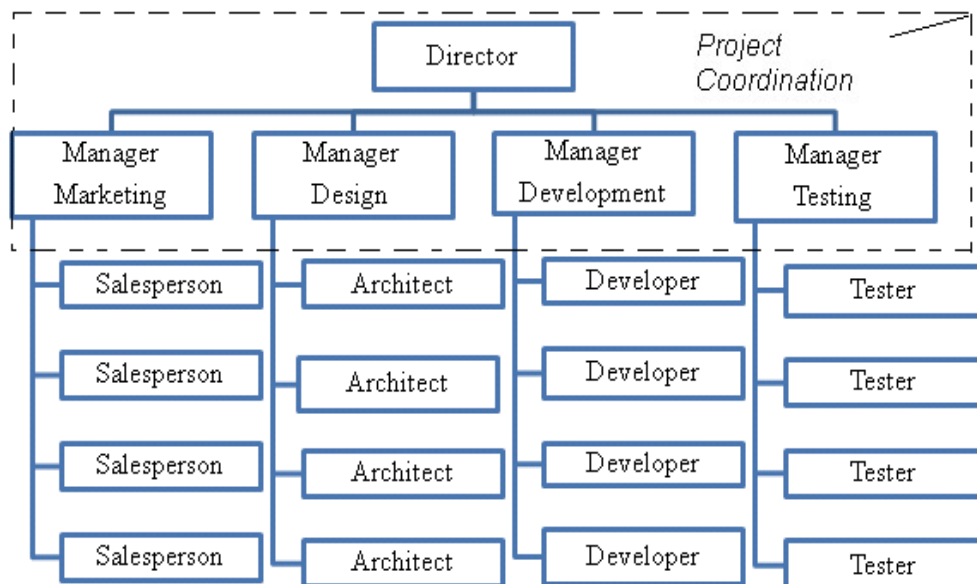 Director
Project
Coordination
Manager
Marketing
Manager
Design
Manager
Development
Manager
Testing
Salesperson
Architect
Developer
Tester
Salesperson
Architect
Developer
Tester
Salesperson
Architect
Developer
Tester
Salesperson
Architect
Developer
Tester